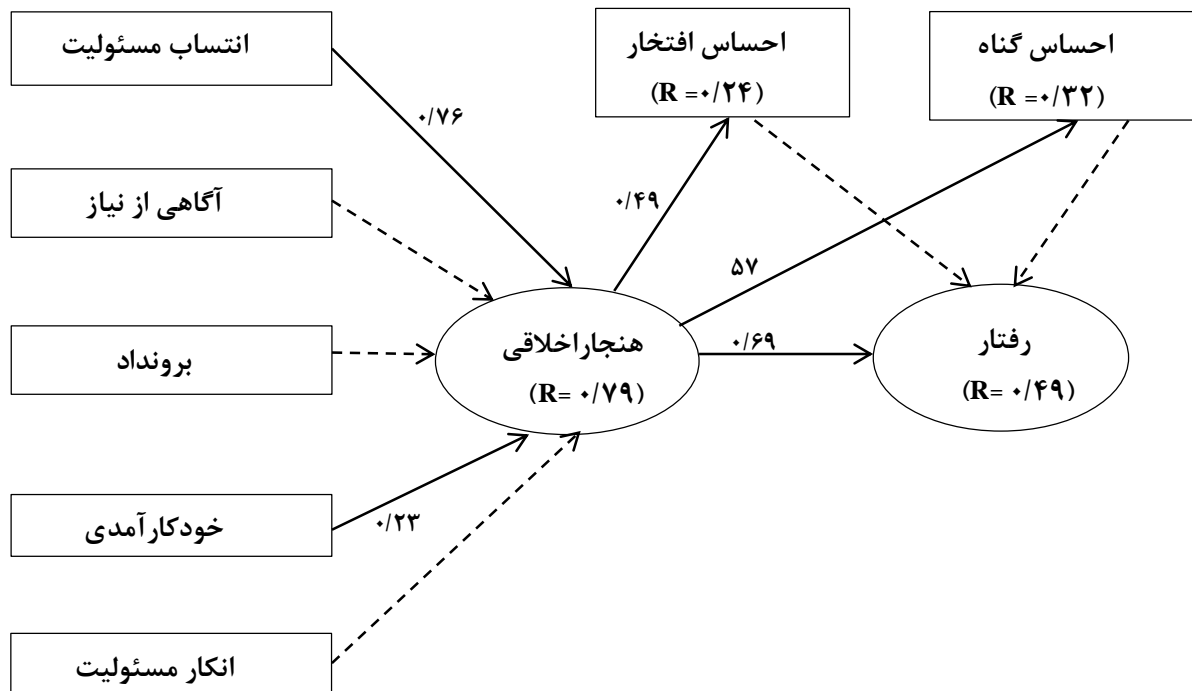 انتساب مسئولیت
احساس افتخار
(R =۰/۲۴)
احساس گناه
(R =۰/۳۲)
۰/۷۶
آگاهی از نیاز
۰/۴۹
۵۷
برونداد
هنجاراخلاقی
(R= ۰/۷۹)
۰/۶۹
رفتار
(R= ۰/۴۹)
خودکارآمدی
۰/۲۳
انکار مسئولیت